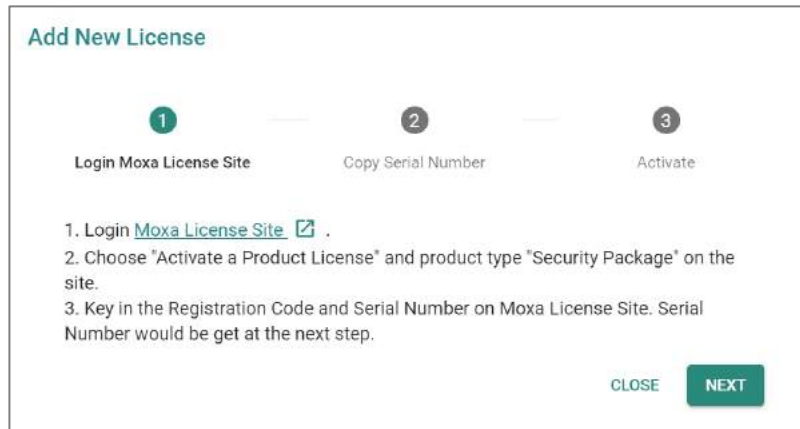 Add New License
1
2
3
Login Moxa License Site
Copy Serial Number
Activate
1. Login Moxa License Site .
2. Choose "Activate a Product License" and product type "Security Package" on the
site.
3. Key in the Registration Code and Serial Number on Moxa License Site. Serial
Number would be get at the next step.
CLOSE
NEXT